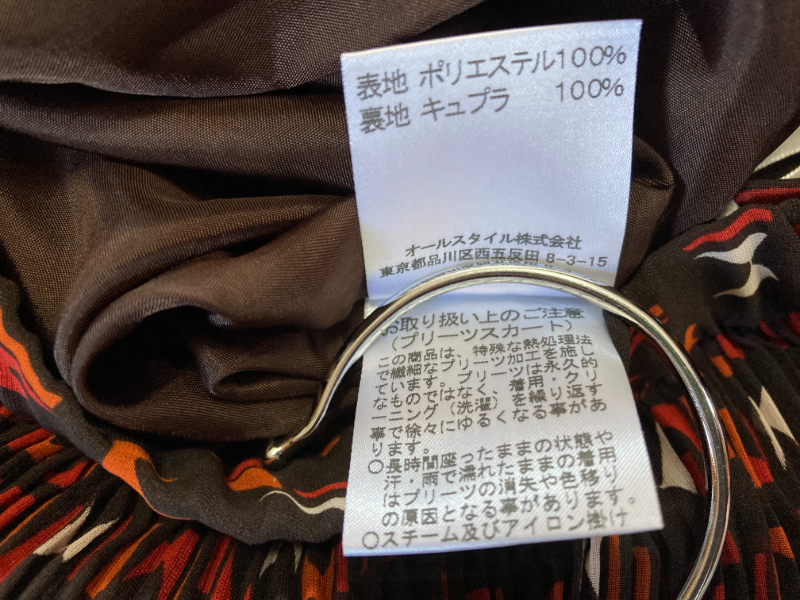 表地 ポリエステル100%
裏地 キュプラ 100%
オールスタイル株式会社
東京都品川区西五反田 8-3-15
お取り扱い上のご注意
(プリーツスカート)
この商品は、特殊な熱処理法
で繊細なプリーツ加工を施し
ています。プリーツは永久的
なものではなく、着用・クリ
ーニング(洗濯)を繰り返す
事で徐々にゆるくなる事があ
ります。
○長時間座ったままの状態や
汗・雨で濡れたままの着用
はプリーツの消失や色移り
の原因となる事があります。
○スチーム及びアイロン掛け